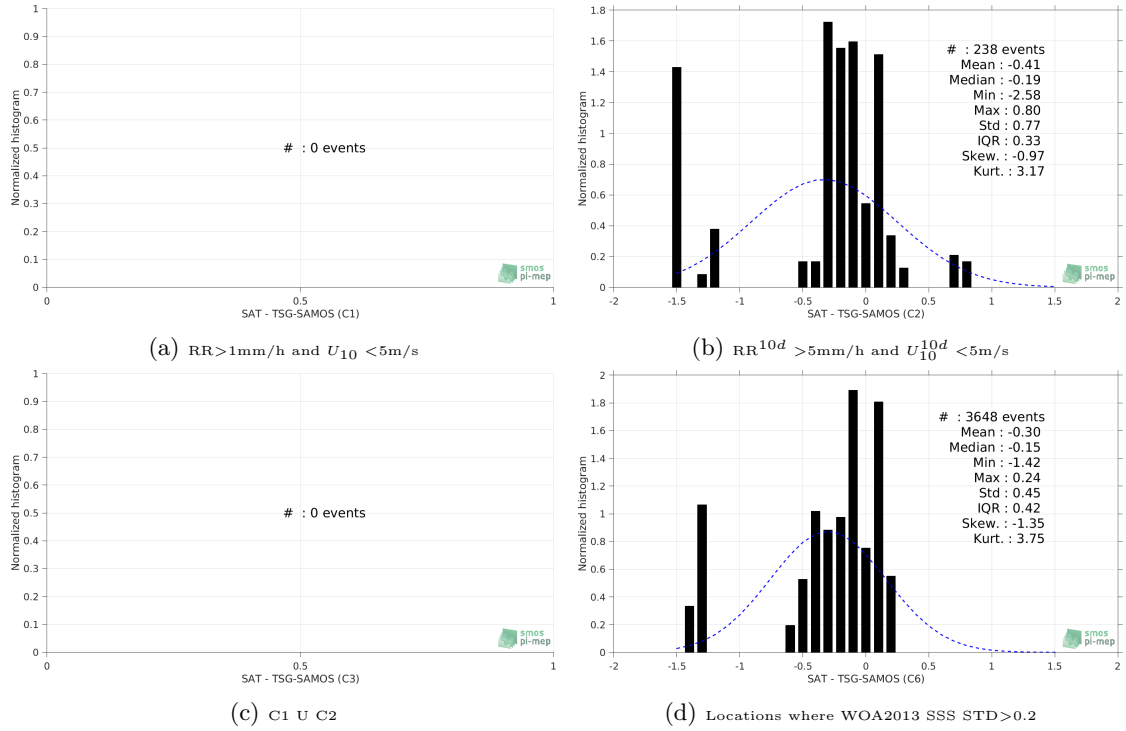 1
0.9
0.8
0.7
0.6
0.5
0.4
0.3
0.2
0.1
0
Normalized histogram
# : 0 events
smos
pi-mep
0 0.5 1
SAT - TSG-SAMOS (C1)
(a) RR>1mm/h and U10 <5m/s
1.8
1.6
1.4
1.2
1
0.8
0.6
0.4
0.2
0
Normalized histogram
# : 238 events
Mean : -0.41
Median : -0.19
Min : -2.58
Max : 0.80
Std : 0.77
IQR : 0.33
Skew. : -0.97
Kurt. : 3.17
smos
pi-mep
-2 -1.5 -1 -0.5 0 0.5 1 1.5 2
SAT - TSG-SAMOS (C2)
(b) RR^10d >5mm/h and U10^10d <5m/s
1
0.9
0.8
0.7
0.6
0.5
0.4
0.3
0.2
0.1
0
Normalized histogram
# : 0 events
smos
pi-mep
0 0.5 1
SAT - TSG-SAMOS (C3)
(c) C1 U C2
2
1.8
1.6
1.4
1.2
1
0.8
0.6
0.4
0.2
0
Normalized histogram
# : 3648 events
Mean : -0.30
Median : -0.15
Min : -1.42
Max : 0.24
Std : 0.45
IQR : 0.42
Skew. : -1.35
Kurt. : 3.75
smos
pi-mep
-2 -1.5 -1 -0.5 0 0.5 1 1.5 2
SAT - TSG-SAMOS (C6)
(d) Locations where WOA2013 SSS STD>0.2